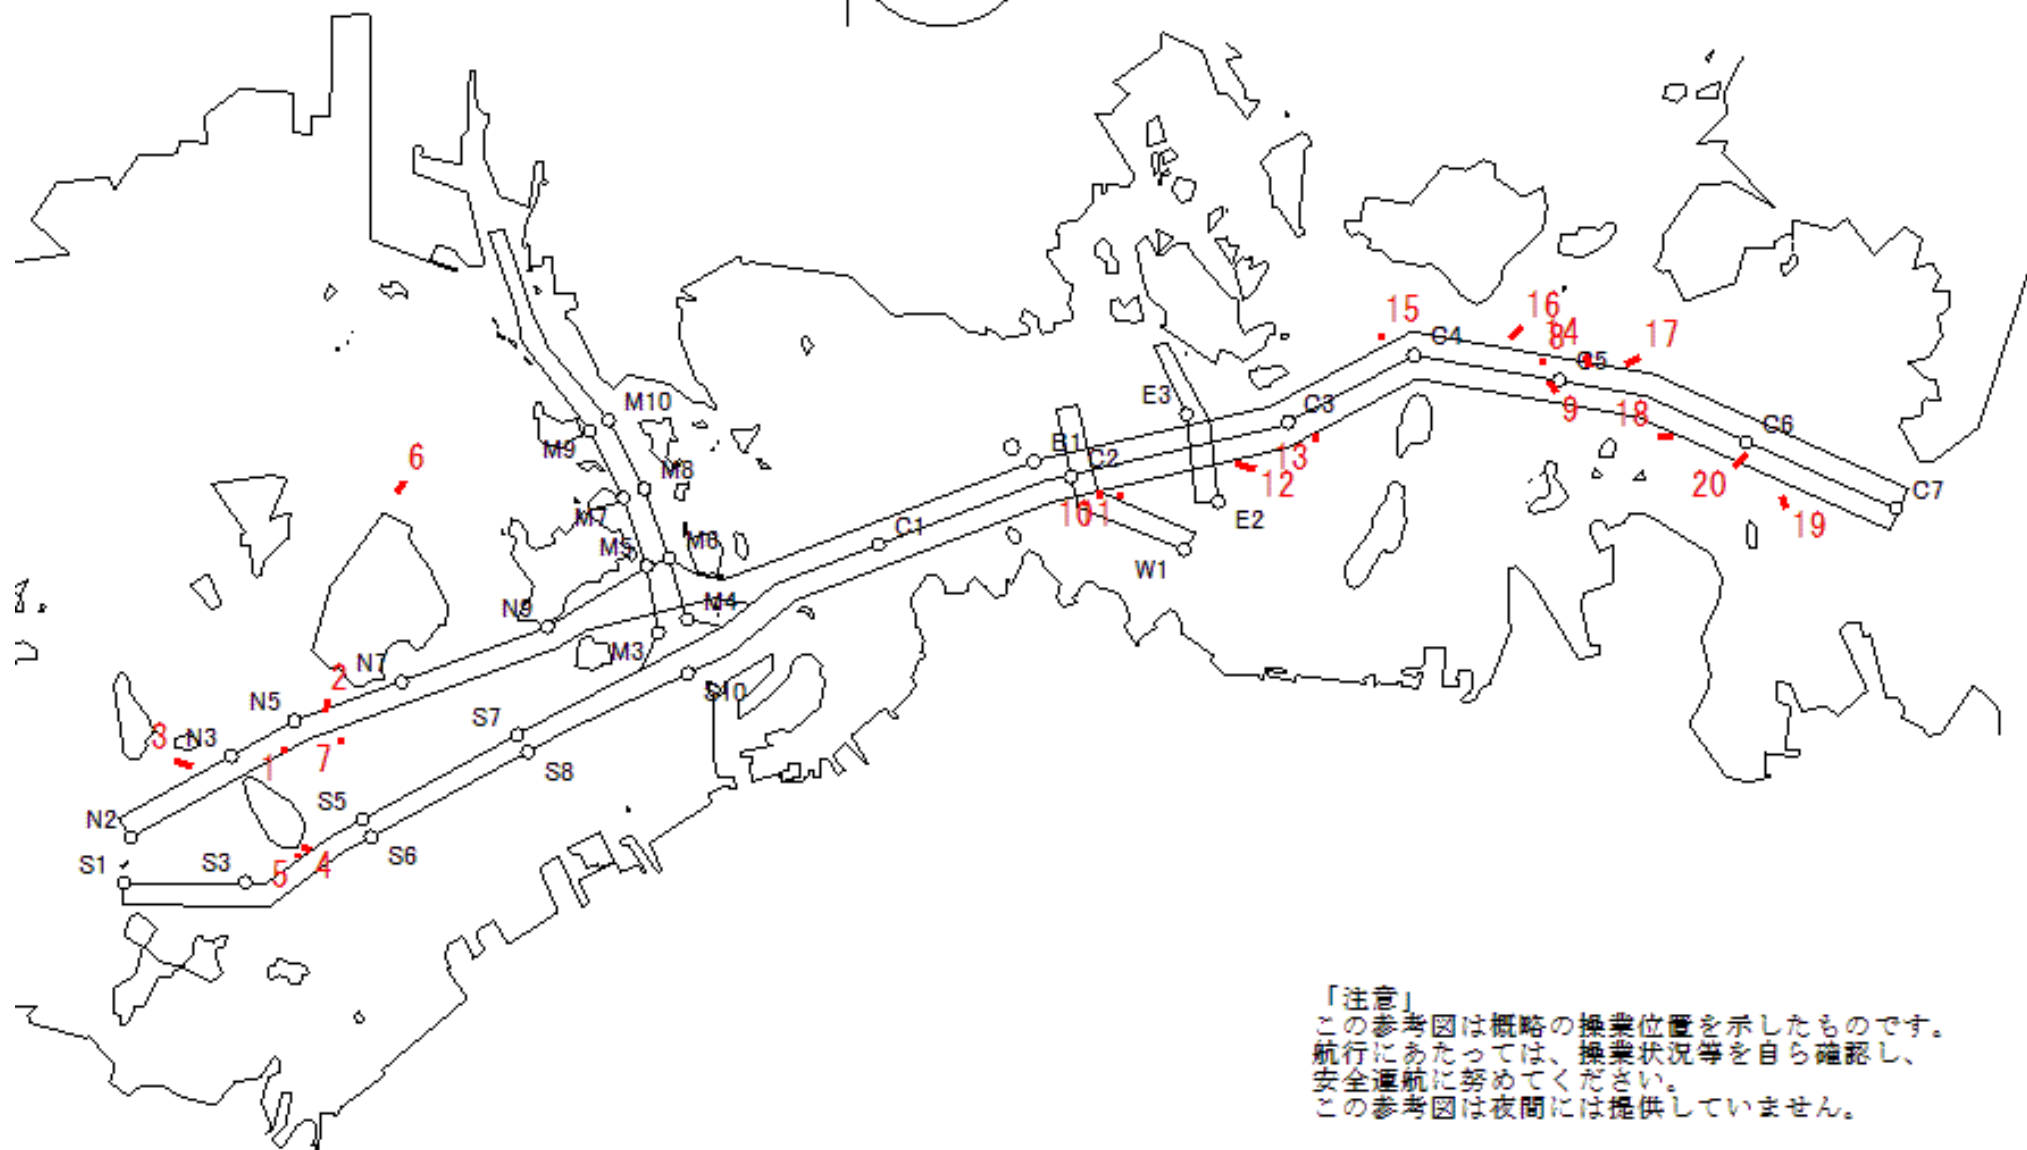 15
16
14
8
17
C4
C5
M10
E3
C3
9
18
C6
M9
B1
6
M8
C2
13
12
20
C7
M7
10
11
E2
19
M5
M6
C1
W1
N9
M4
N7
M3
2
N5
S10
3
N3
S7
1
7
S8
S5
N2
S6
S1
S3
5
4
「注意」
この参考図は概略の操業位置を示したものです。
航行にあたっては、操業状況等を自ら確認し、
安全運航に努めてください。
この参考図は夜間には提供していません。